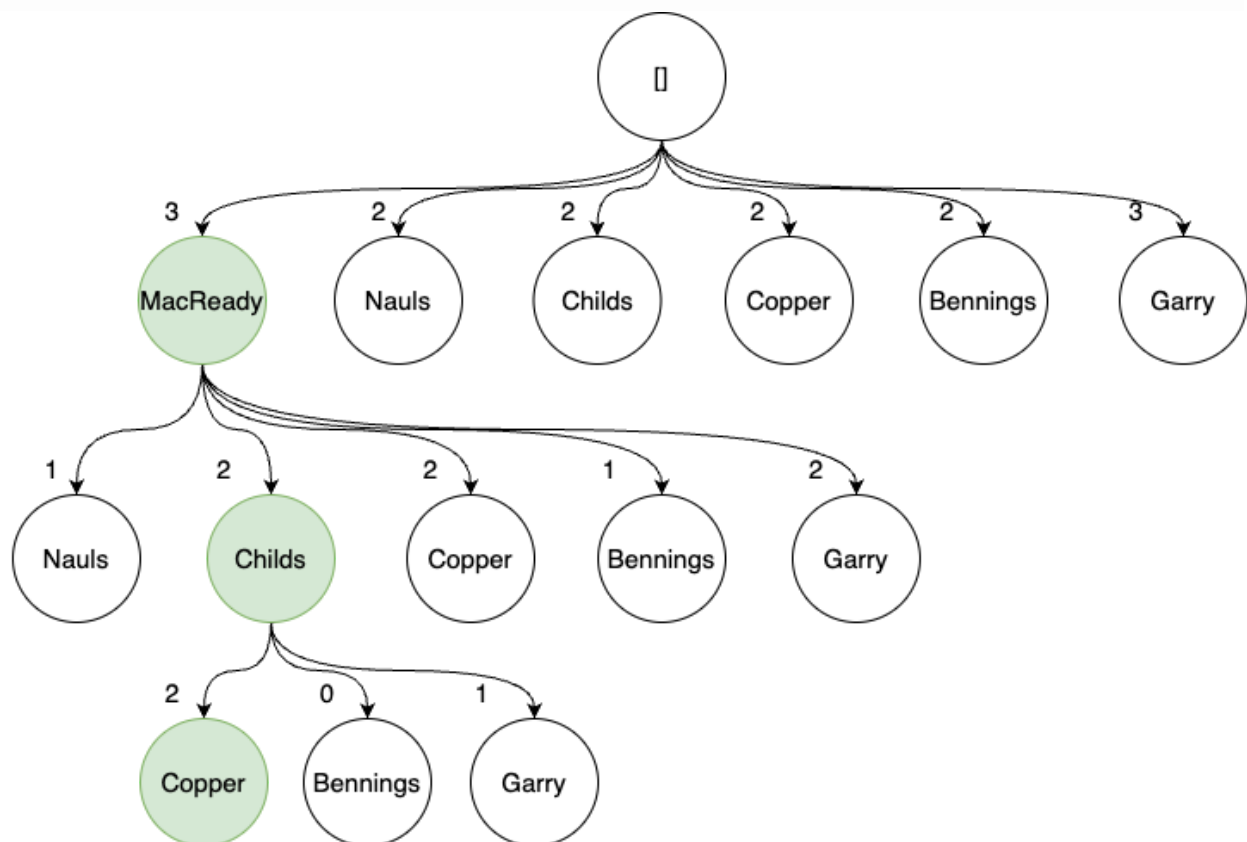 []
3 2 2 2 2 3
MacReady Nauls Childs Copper Bennings Garry
1 2 2 1 2
Nauls Childs Copper Bennings Garry
2 0 1
Copper Bennings Garry